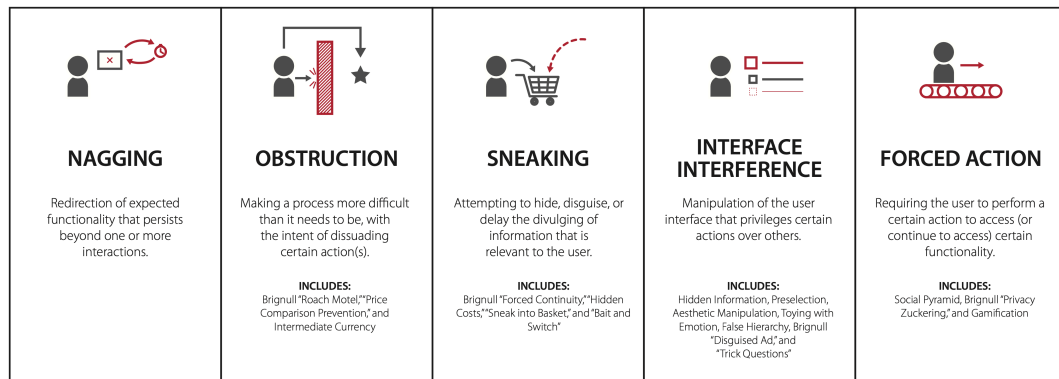 NAGGING
Redirection of expected
functionality that persists
beyond one or more
interactions.
OBSTRUCTION
Making a process more difficult
than it needs to be, with
the intent of dissuading
certain action(s).
INCLUDES:
Brignull “Roach Motel,” “Price
Comparison Prevention,” and
Intermediate Currency
SNEAKING
Attempting to hide, disguise, or
delay the divulging of
information that is
relevant to the user.
INCLUDES:
Brignull “Forced Continuity,” “Hidden
Costs,” “Sneak into Basket,” and “Bait and
Switch”
INTERFACE
INTERFERENCE
Manipulation of the user
interface that privileges certain
actions over others.
INCLUDES:
Hidden Information, Preselection,
Aesthetic Manipulation, Toying with
Emotion, False Hierarchy, Brignull
“Disguised Ad,” and
“Trick Questions”
FORCED ACTION
Requiring the user to perform a
certain action to access (or
continue to access) certain
functionality.
INCLUDES:
Social Pyramid, Brignull “Privacy
Zuckering,” and Gamification